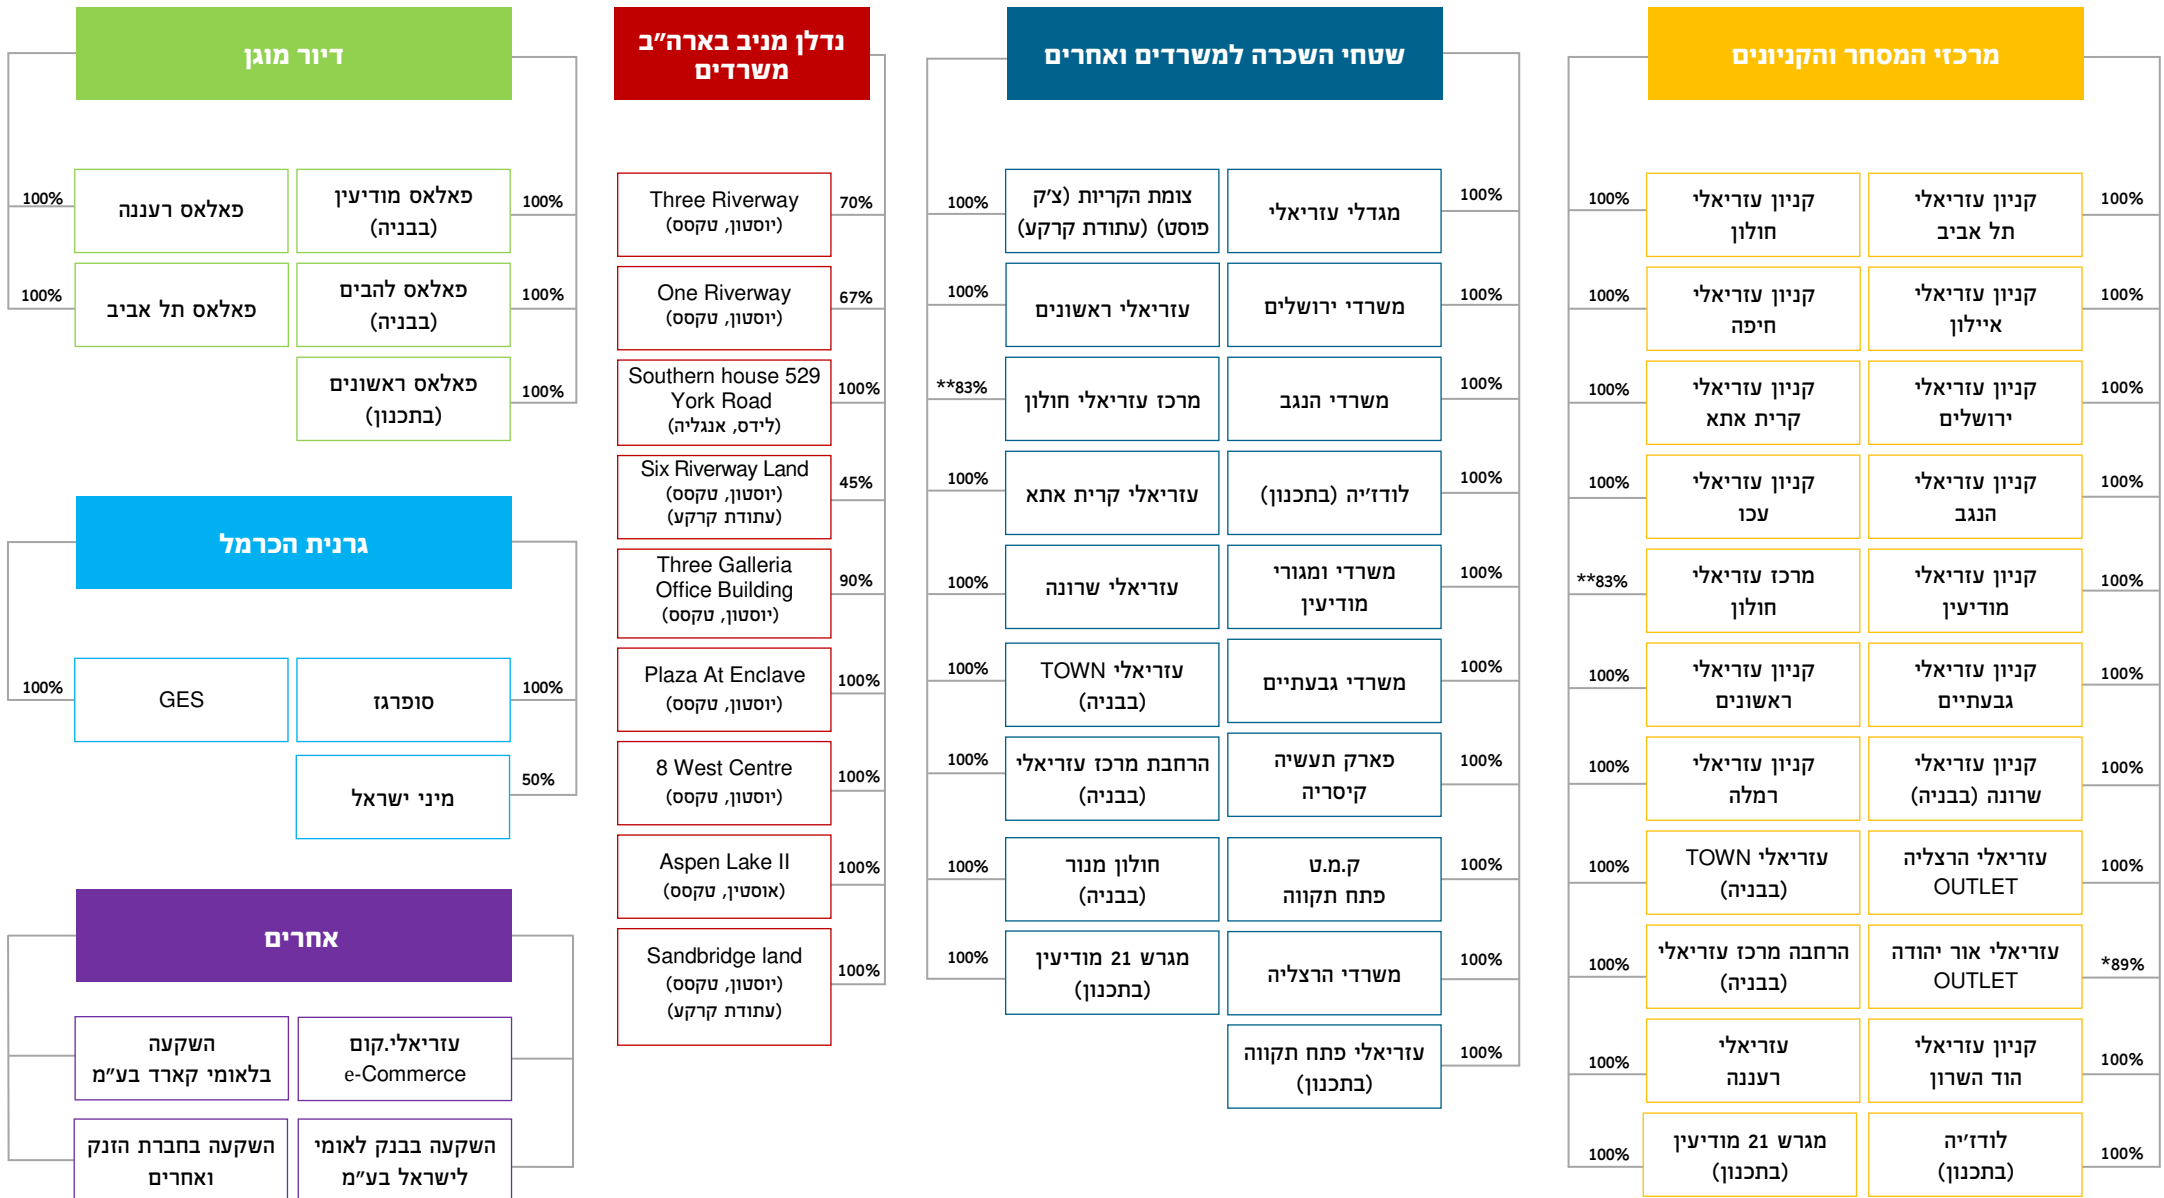 מרכזי המסחר והקניונים
100%
קניון עזריאלי
תל אביב
קניון עזריאלי
חולון
100%
100%
קניון עזריאלי
איילון
קניון עזריאלי
חיפה
100%
100%
קניון עזריאלי
ירושלים
קניון עזריאלי
קרית אתא
100%
100%
קניון עזריאלי
הנגב
קניון עזריאלי
עכו
100%
100%
קניון עזריאלי
מודיעין
מרכז עזריאלי
חולון
**83%
100%
קניון עזריאלי
גבעתיים
קניון עזריאלי
ראשונים
100%
100%
קניון עזריאלי
שרונה (בבניה)
קניון עזריאלי
רמלה
100%
100%
עזריאלי הרצליה
OUTLET
עזריאלי TOWN
(בבניה)
100%
*89%
עזריאלי אור יהודה
OUTLET
הרחבה מרכז עזריאלי
(בבניה)
100%
100%
קניון עזריאלי
הוד השרון
עזריאלי
רעננה
100%
100%
לודז'יה
(בתכנון)
מגרש 21 מודיעין
(בתכנון)
100%
שטחי השכרה למשרדים ואחרים
100%
מגדלי עזריאלי
צומת הקריות (צ'ק
פוסט) (עתודת קרקע)
100%
100%
משרדי ירושלים
עזריאלי ראשונים
100%
100%
משרדי הנגב
מרכז עזריאלי חולון
**83%
100%
לודז'יה (בתכנון)
עזריאלי קרית אתא
100%
100%
משרדי ומגורי
מודיעין
עזריאלי שרונה
100%
100%
משרדי גבעתיים
עזריאלי TOWN
(בבניה)
100%
100%
פארק תעשיה
קיסריה
הרחבת מרכז עזריאלי
(בבניה)
100%
100%
ק.מ.ט
פתח תקווה
חולון מנור
(בבניה)
100%
100%
משרדי הרצליה
מגרש 21 מודיעין
(בתכנון)
100%
100%
עזריאלי פתח תקווה
(בתכנון)
נדלן מניב בארה"ב
משרדים
70%
Three Riverway
(יוסטון, טקסס)
67%
One Riverway
(יוסטון, טקסס)
100%
Southern house 529
York Road
(לידס, אנגליה)
45%
Six Riverway Land
(יוסטון, טקסס)
(עתודת קרקע)
90%
Three Galleria
Office Building
(יוסטון, טקסס)
100%
Plaza At Enclave
(יוסטון, טקסס)
100%
8 West Centre
(יוסטון, טקסס)
100%
Aspen Lake II
(אוסטין, טקסס)
100%
Sandbridge land
(יוסטון, טקסס)
(עתודת קרקע)
דיור מוגן
100%
פאלאס מודיעין
(בבניה)
פאלאס רעננה
100%
100%
פאלאס להבים
(בבניה)
פאלאס תל אביב
100%
100%
פאלאס ראשונים
(בתכנון)
גרנית הכרמל
100%
סופרגז
GES
100%
50%
מיני ישראל
אחרים
עזריאלי.קום
e-Commerce
השקעה
בלאומי קארד בע"מ
השקעה בבנק לאומי
לישראל בע"מ
השקעה בחברת הזנק
ואחרים